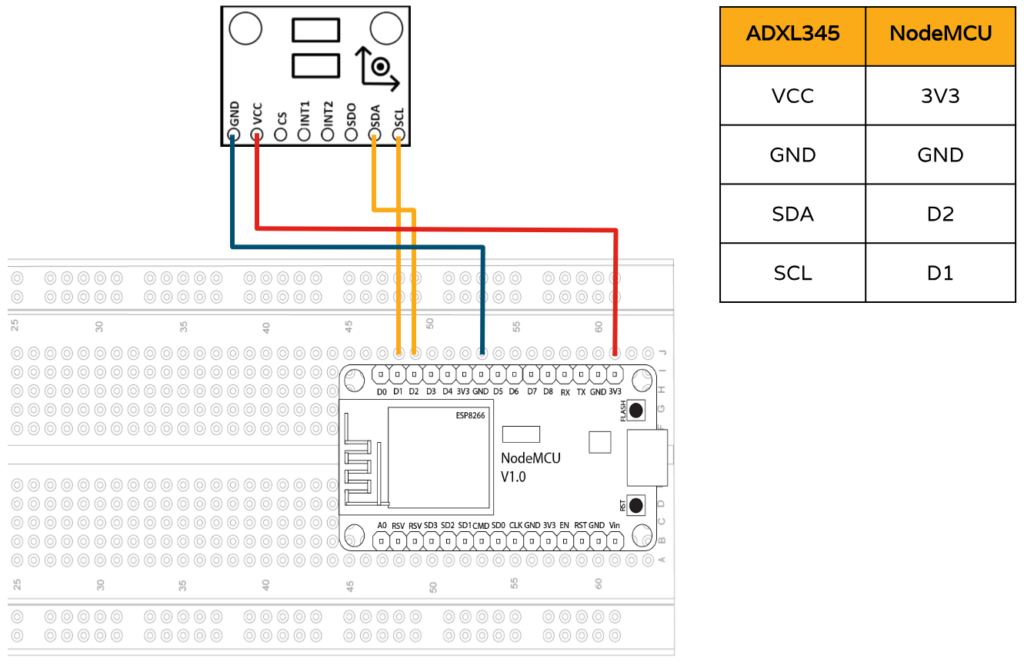 GND VCC CS INT1 INT2 SDO SDA SCL
ADXL345 NodeMCU
VCC 3V3
GND GND
SDA D2
SCL D1
25 30 35 40 45 50 55 60
J
I
H
G
F
D0 D1 D2 D3 D4 3V3 GND D5 D6 D7 D8 RX TX GND 3V3
ESP8266
FLASH
NodeMCU
V1.0
RST
D
C
B
A
A0 RSV RSV SD3 SD2 SD1 CMD SD0 CLK GND 3V3 EN RST GND Vin
25 30 35 40 45 50 55 60